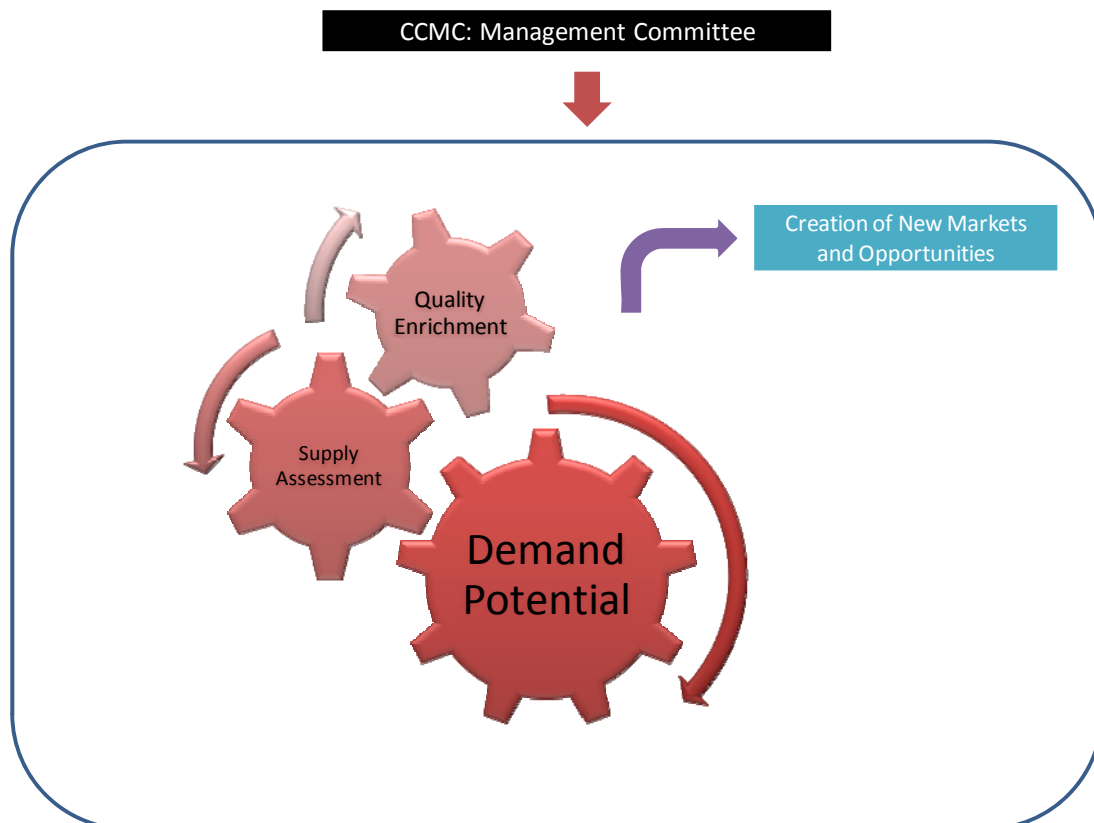 CCMC: Management Committee
Creation of New Markets
and Opportunities
Quality
Enrichment
Supply
Assessment
Demand
Potential